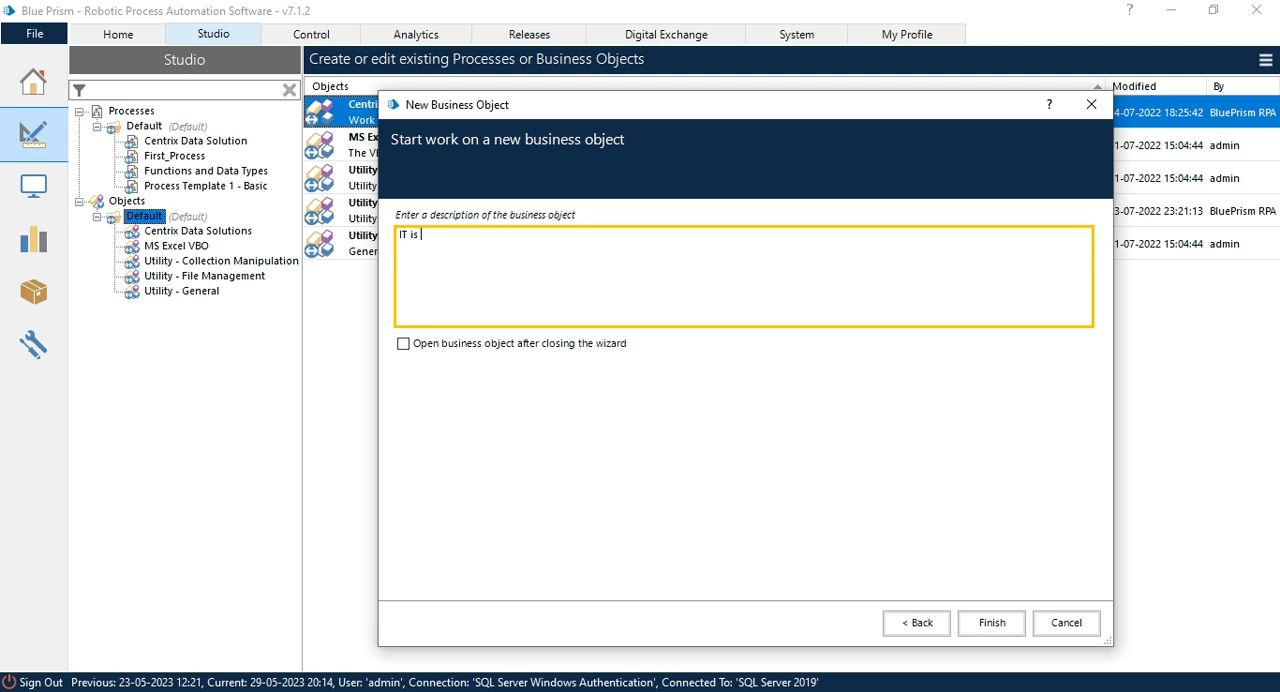 Blue Prism - Robotic Process Automation Software - v7.1.2
?
File Home Studio Control Analytics Releases Digital Exchange System My Profile
Studio
Create or edit existing Processes or Business Objects
Processes
Default (Default)
Centrix Data Solution
First_Process
Functions and Data Types
Process Template 1 - Basic
Objects
Default (Default)
Centrix Data Solutions
MS Excel VBO
Utility - Collection Manipulation
Utility - File Management
Utility - General
Objects Modified By
Centri 4-07-2022 18:25:42 BluePrism RPA
Work
MS Ex 1-07-2022 15:04:44 admin
The VB
Utility 1-07-2022 15:04:44 admin
Utility
Utility 3-07-2022 23:21:13 BluePrism RPA
Utility
Utility 1-07-2022 15:04:44 admin
Gener
New Business Object ?
Start work on a new business object
Enter a description of the business object
IT is
Open business object after closing the wizard
< Back Finish Cancel
Sign Out Previous: 23-05-2023 12:21, Current: 29-05-2023 20:14, User: 'admin', Connection: 'SQL Server Windows Authentication', Connected To: 'SQL Server 2019'